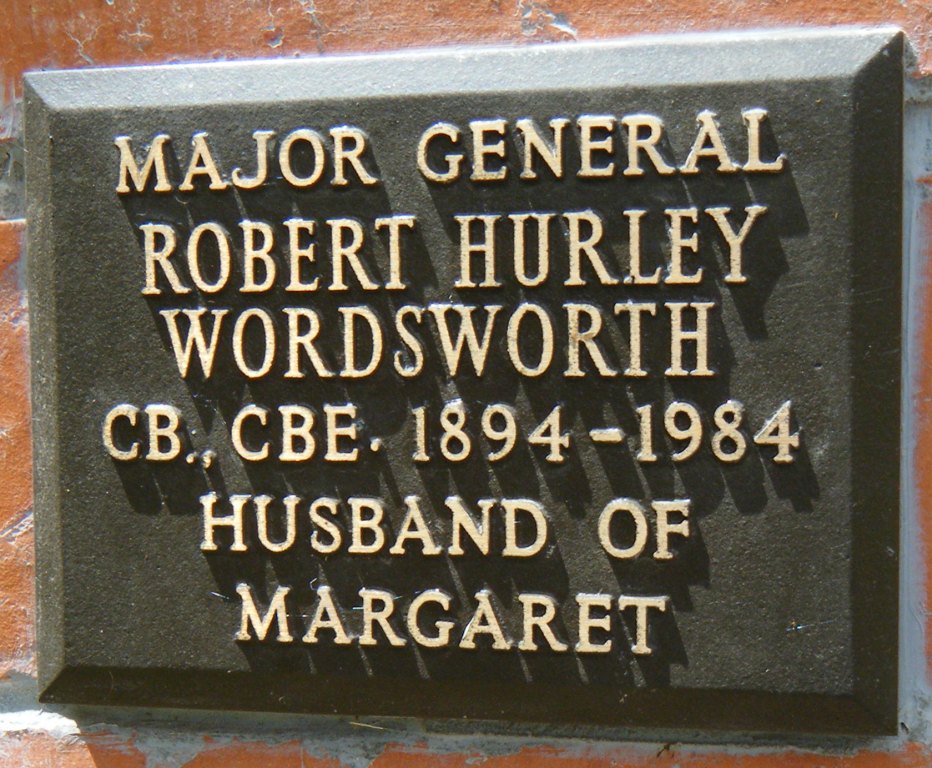 MAJOR GENERAL
ROBERT HURLEY
WORDSWORTH
CB., CBE. 1894-1984
HUSBAND OF
MARGARET